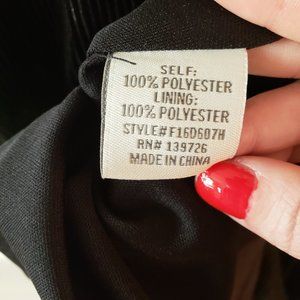 SELF:
100% POLYESTER
LINING:
100% POLYESTER
STYLE#F16D607H
RN# 139726
MADE IN CHINA